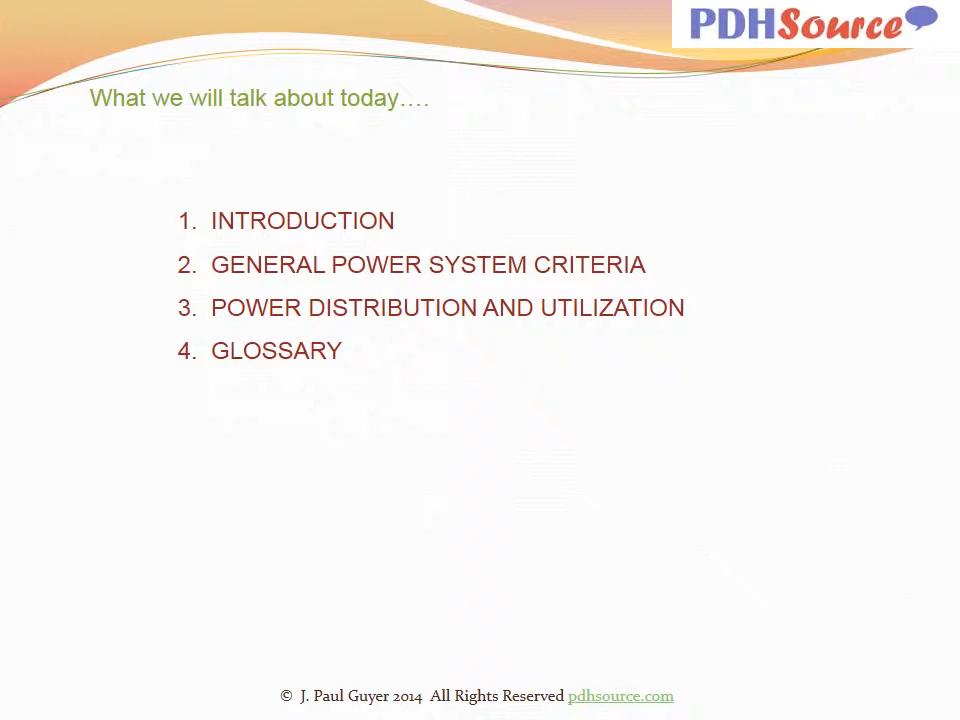 PDHSource
What we will talk about today….
1. INTRODUCTION
2. GENERAL POWER SYSTEM CRITERIA
3. POWER DISTRIBUTION AND UTILIZATION
4. GLOSSARY
© J. Paul Guyer 2014 All Rights Reserved pdhsource.com